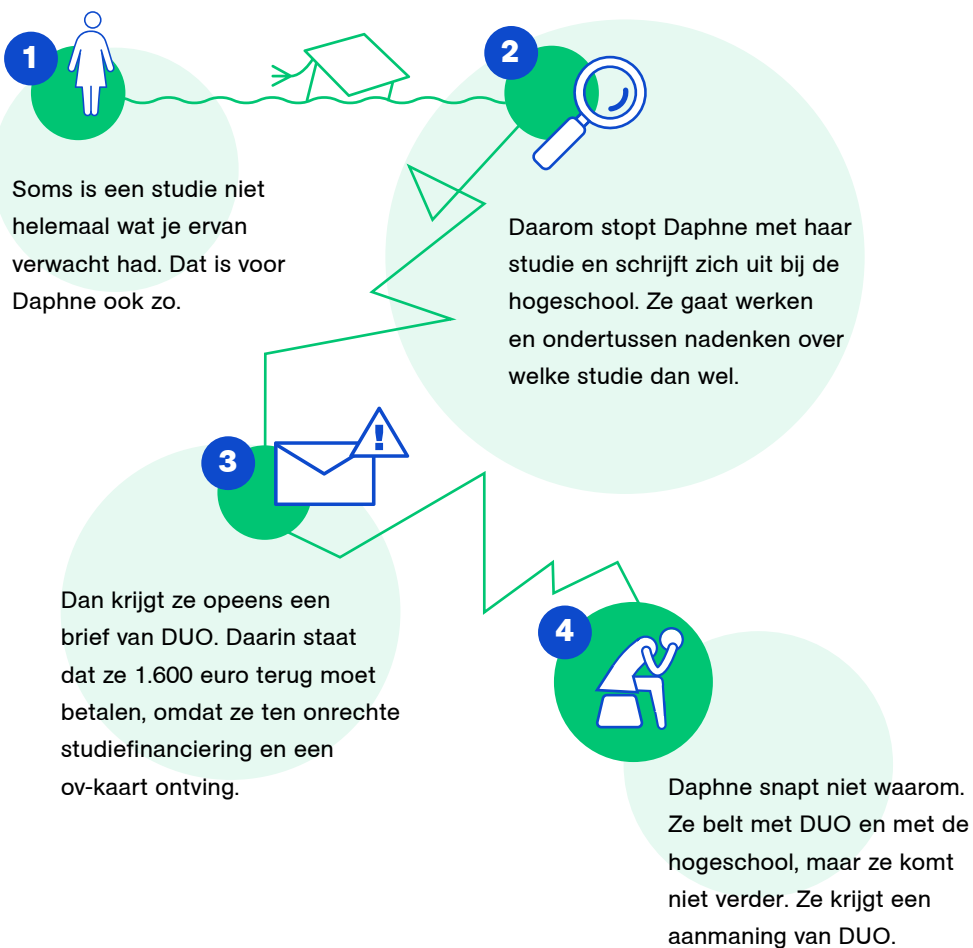 1
Soms is een studie niet
helemaal wat je ervan
verwacht had. Dat is voor
Daphne ook zo.
2
Daarom stopt Daphne met haar
studie en schrijft zich uit bij de
hogeschool. Ze gaat werken
en ondertussen nadenken over
welke studie dan wel.
3
!
Dan krijgt ze opeens een
brief van DUO. Daarin staat
dat ze 1.600 euro terug moet
betalen, omdat ze ten onrechte
studiefinanciering en een
ov-kaart ontving.
4
Daphne snapt niet waarom.
Ze belt met DUO en met de
hogeschool, maar ze komt
niet verder. Ze krijgt een
aanmaning van DUO.